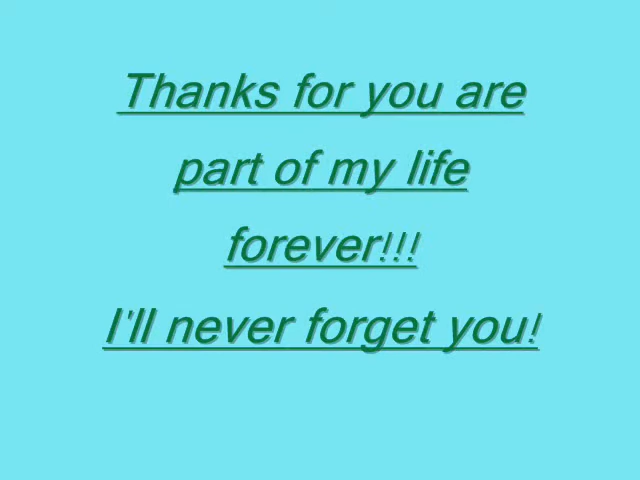 Thanks for you are
part of my life
forever!!!
I'll never forget you!